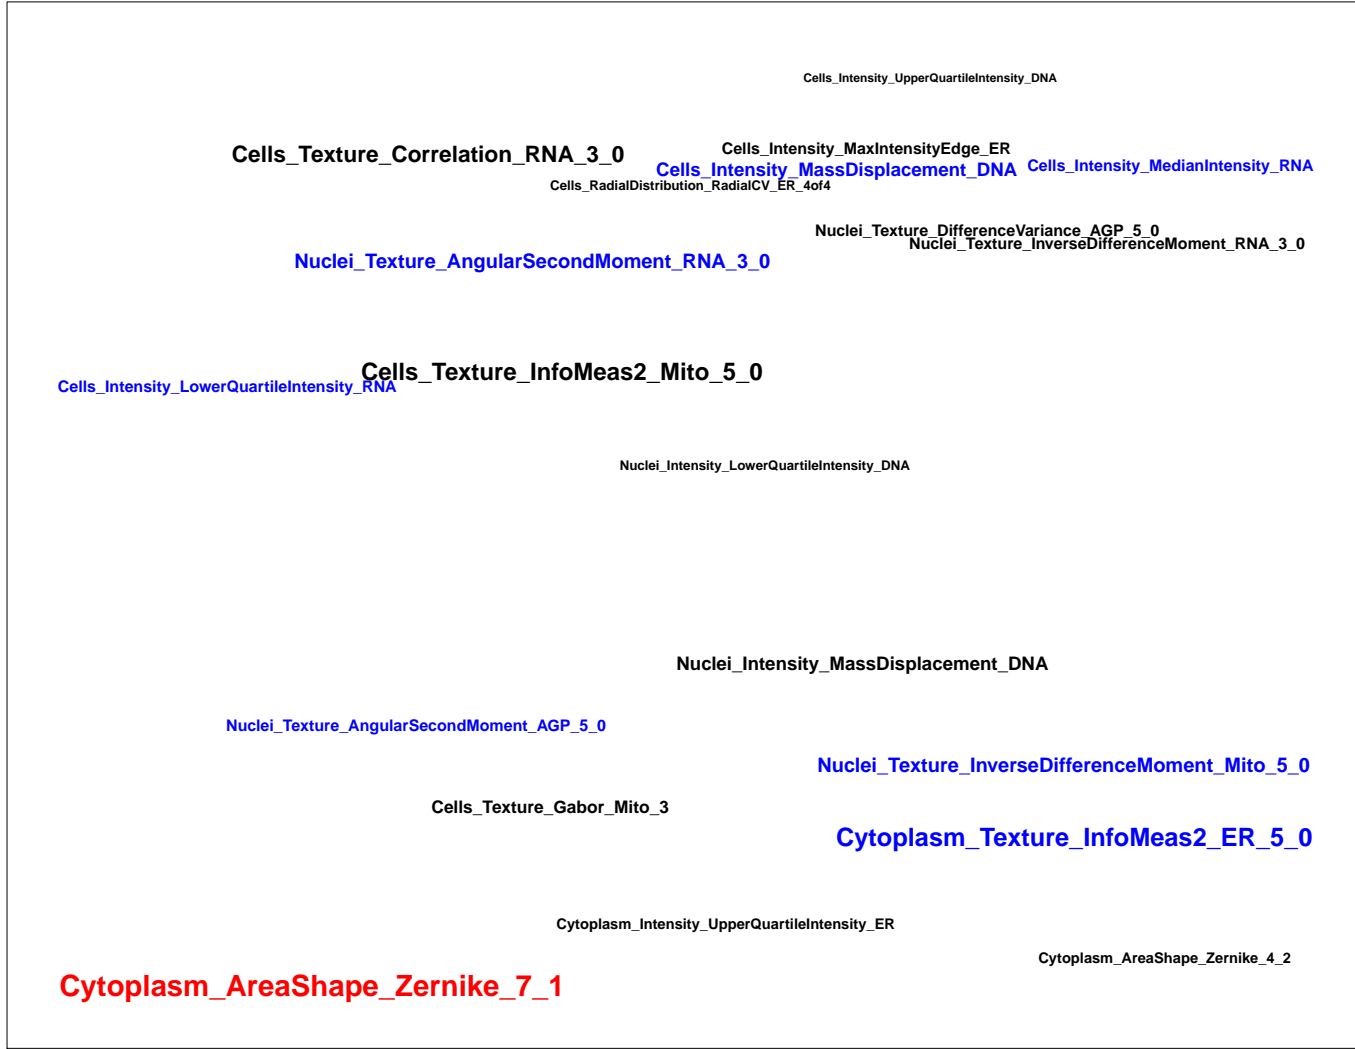 Cells_Intensity_UpperQuartileIntensity_DNA
Cells_Intensity_MaxIntensityEdge_ER
Cells_Texture_Correlation_RNA_3_0
Cells_Intensity_MassDisplacement_DNA
Cells_Intensity_MedianIntensity_RNA
Cells_RadialDistribution_RadialCV_ER_4of4
Nuclei_Texture_DifferenceVariance_AGP_5_0
Nuclei_Texture_InverseDifferenceMoment_RNA_3_0
Nuclei_Texture_AngularSecondMoment_RNA_3_0
Cells_Texture_InfoMeas2_Mito_5_0
Cells_Intensity_LowerQuartileIntensity_RNA
Nuclei_Intensity_LowerQuartileIntensity_DNA
Nuclei_Intensity_MassDisplacement_DNA
Nuclei_Texture_AngularSecondMoment_AGP_5_0
Nuclei_Texture_InverseDifferenceMoment_Mito_5_0
Cells_Texture_Gabor_Mito_3
Cytoplasm_Texture_InfoMeas2_ER_5_0
Cytoplasm_Intensity_UpperQuartileIntensity_ER
Cytoplasm_AreaShape_Zernike_4_2
Cytoplasm_AreaShape_Zernike_7_1